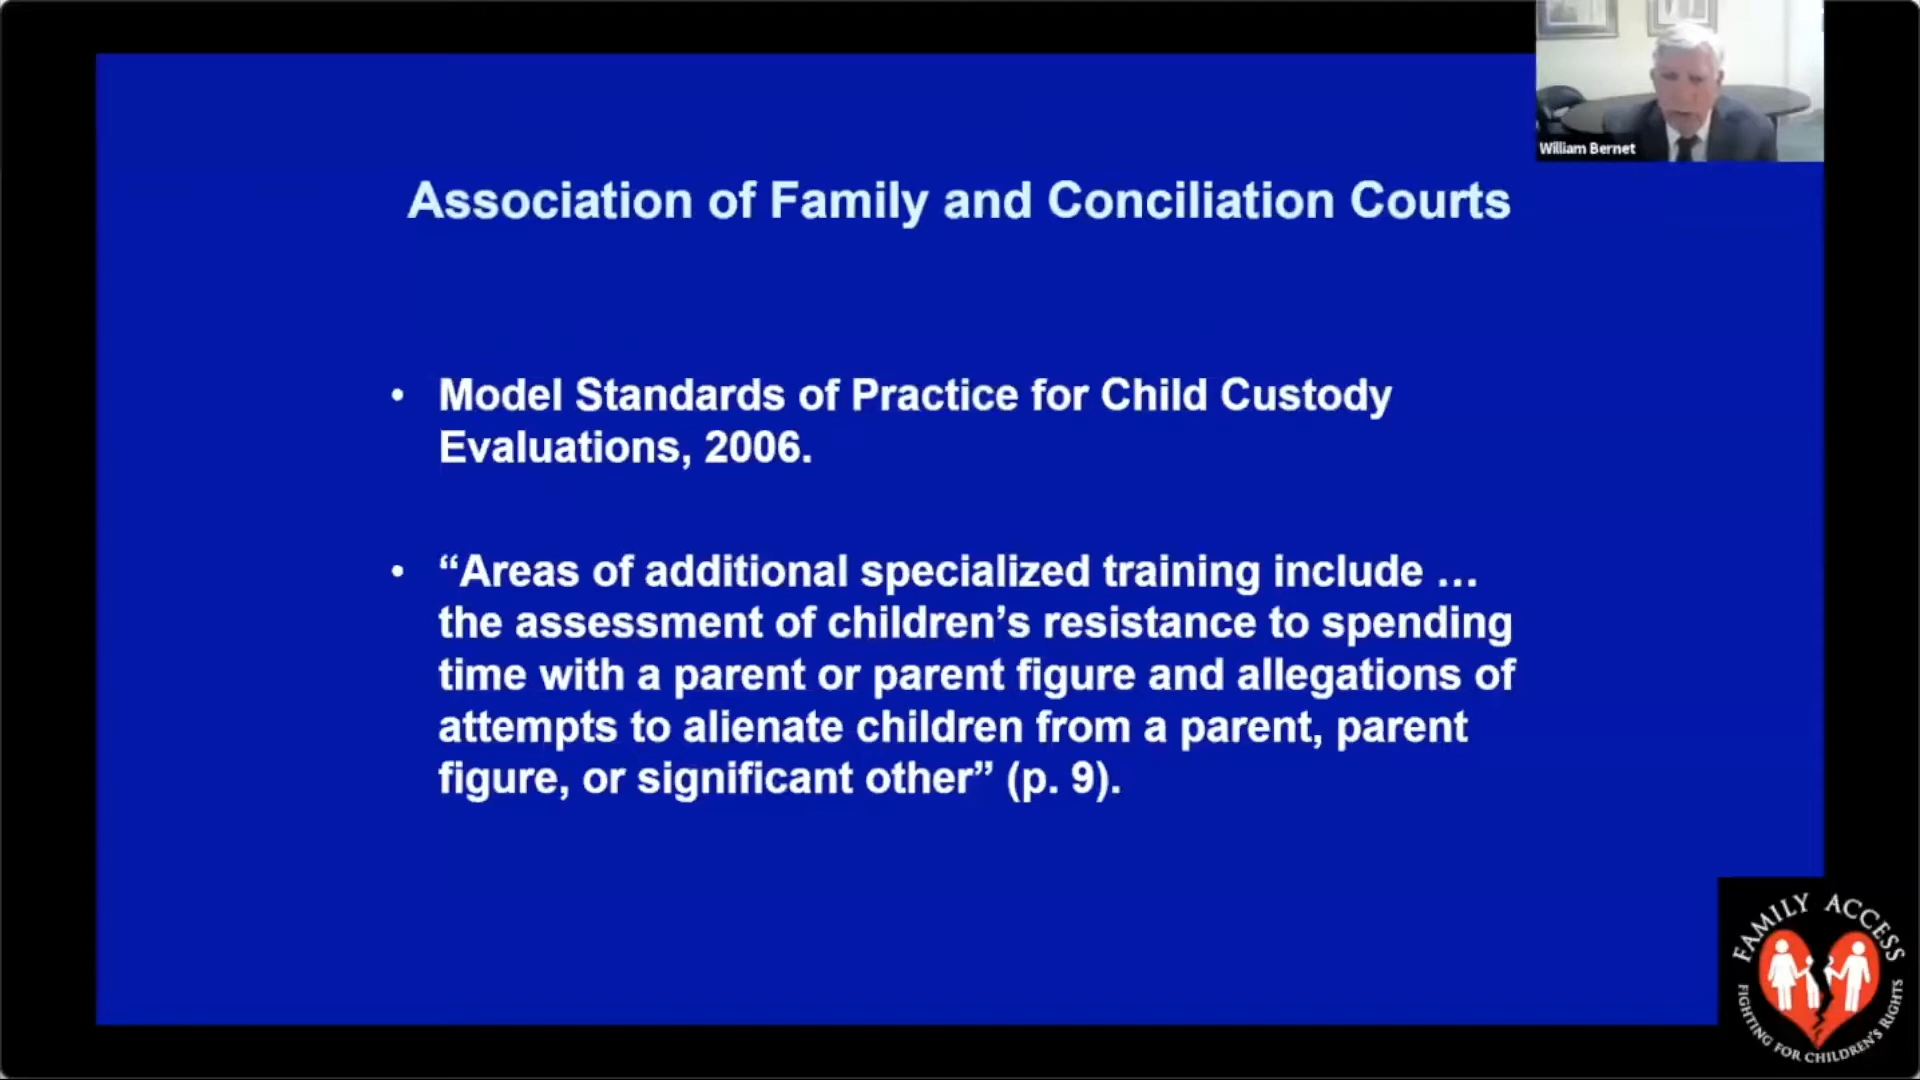 William Bernet
Association of Family and Conciliation Courts
• Model Standards of Practice for Child Custody
Evaluations, 2006.
• “Areas of additional specialized training include …
the assessment of children’s resistance to spending
time with a parent or parent figure and allegations of
attempts to alienate children from a parent, parent
figure, or significant other” (p. 9).
FAMILY ACCESS
FIGHTING FOR CHILDREN'S RIGHTS